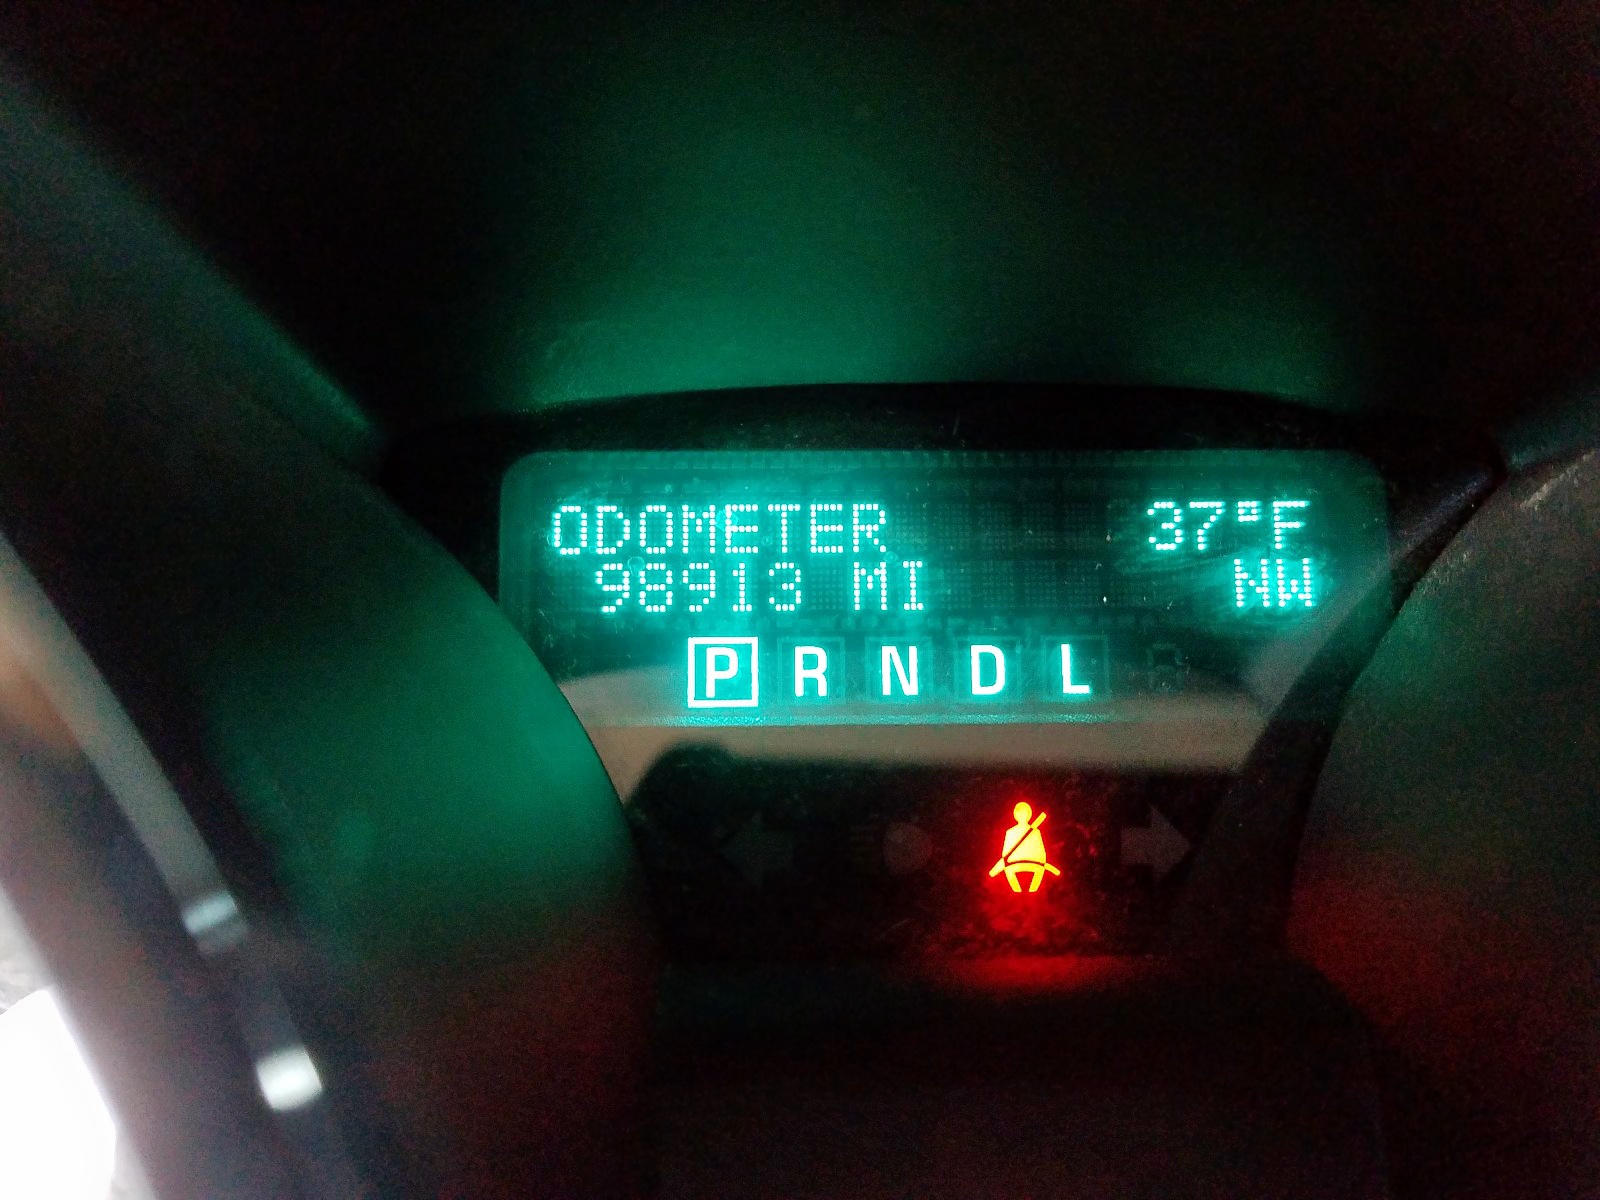 ODOMETER 37°F
98913 MI NW
P R N D L